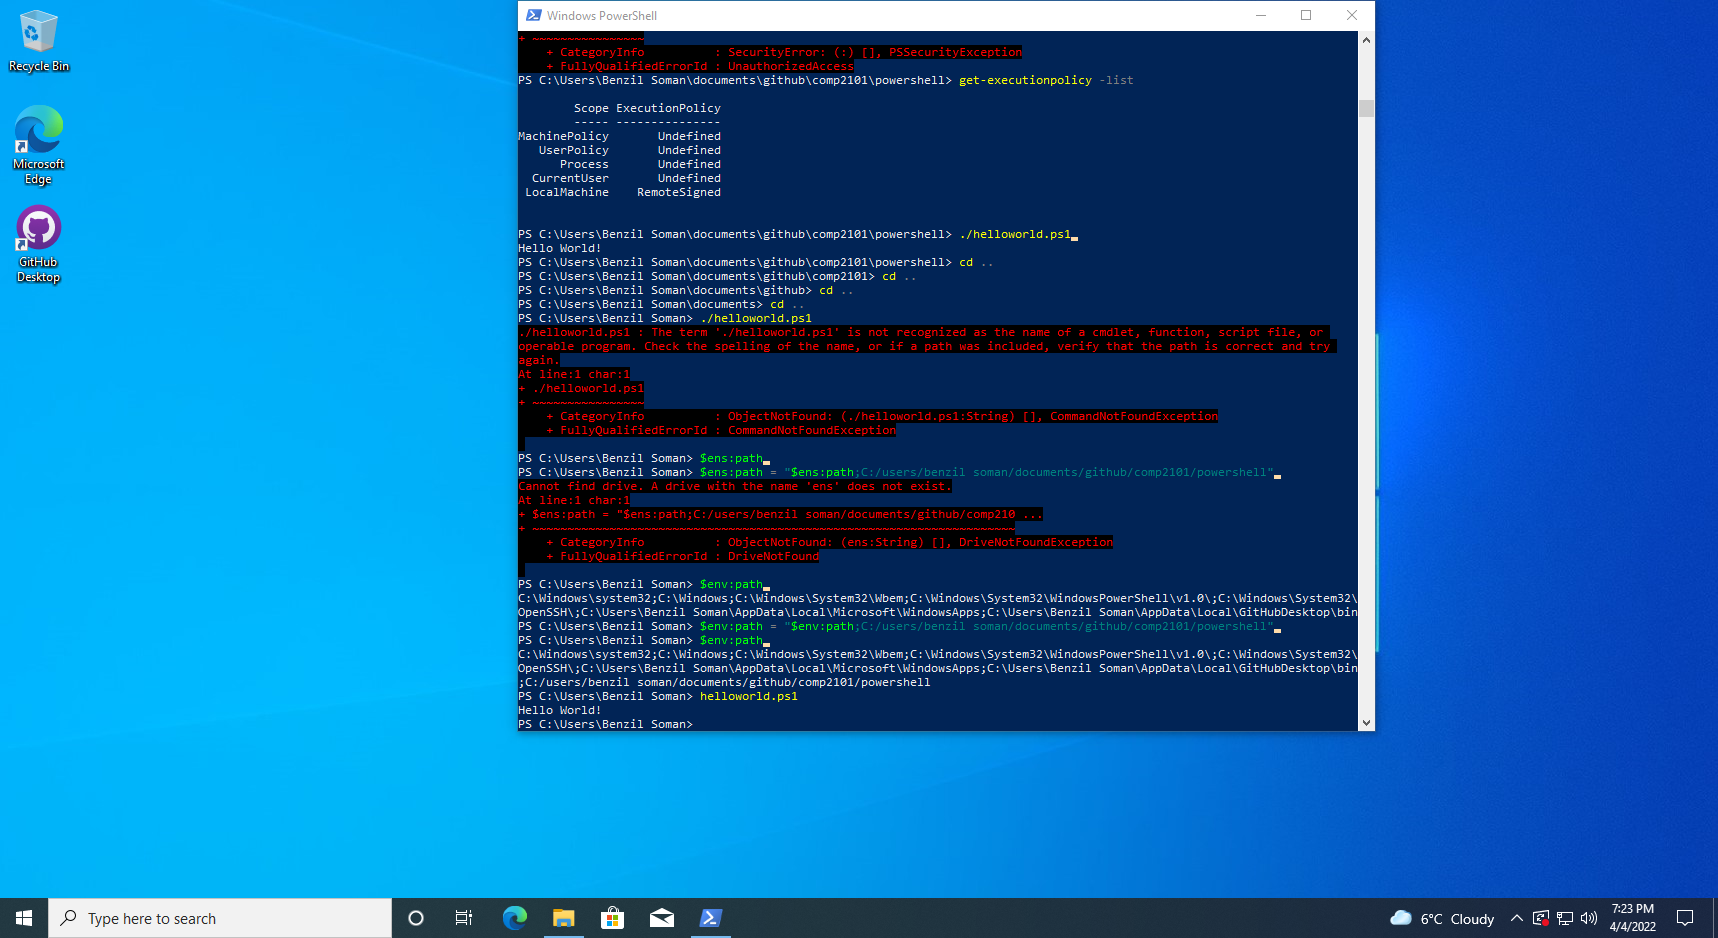 Recycle Bin
Microsoft
Edge
GitHub
Desktop
Windows PowerShell
+ ~~~~~~~~~~~~~~~~
    + CategoryInfo          : SecurityError: (:) [], PSSecurityException
    + FullyQualifiedErrorId : UnauthorizedAccess
PS C:\Users\Benzil Soman\documents\github\comp2101\powershell> get-executionpolicy -list
        Scope ExecutionPolicy
        ----- ---------------
MachinePolicy       Undefined
   UserPolicy       Undefined
      Process       Undefined
  CurrentUser       Undefined
 LocalMachine    RemoteSigned
PS C:\Users\Benzil Soman\documents\github\comp2101\powershell> ./helloworld.ps1
Hello World!
PS C:\Users\Benzil Soman\documents\github\comp2101\powershell> cd ..
PS C:\Users\Benzil Soman\documents\github\comp2101> cd ..
PS C:\Users\Benzil Soman\documents\github> cd ..
PS C:\Users\Benzil Soman\documents> cd ..
PS C:\Users\Benzil Soman> ./helloworld.ps1
./helloworld.ps1 : The term './helloworld.ps1' is not recognized as the name of a cmdlet, function, script file, or
operable program. Check the spelling of the name, or if a path was included, verify that the path is correct and try
again.
At line:1 char:1
+ ./helloworld.ps1
+ ~~~~~~~~~~~~~~~~
    + CategoryInfo          : ObjectNotFound: (./helloworld.ps1:String) [], CommandNotFoundException
    + FullyQualifiedErrorId : CommandNotFoundException
PS C:\Users\Benzil Soman> $ens:path
PS C:\Users\Benzil Soman> $ens:path = "$ens:path;C:/users/benzil soman/documents/github/comp2101/powershell"
Cannot find drive. A drive with the name 'ens' does not exist.
At line:1 char:1
+ $ens:path = "$ens:path;C:/users/benzil soman/documents/github/comp210 ...
+ ~~~~~~~~~~~~~~~~~~~~~~~~~~~~~~~~~~~~~~~~~~~~~~~~~~~~~~~~~~~~~~~~~~~~~
    + CategoryInfo          : ObjectNotFound: (ens:String) [], DriveNotFoundException
    + FullyQualifiedErrorId : DriveNotFound
PS C:\Users\Benzil Soman> $env:path
C:\Windows\system32;C:\Windows;C:\Windows\System32\Wbem;C:\Windows\System32\WindowsPowerShell\v1.0\;C:\Windows\System32\
OpenSSH\;C:\Users\Benzil Soman\AppData\Local\Microsoft\WindowsApps;C:\Users\Benzil Soman\AppData\Local\GitHubDesktop\bin
PS C:\Users\Benzil Soman> $env:path = "$env:path;C:/users/benzil soman/documents/github/comp2101/powershell"
PS C:\Users\Benzil Soman> $env:path
C:\Windows\system32;C:\Windows;C:\Windows\System32\Wbem;C:\Windows\System32\WindowsPowerShell\v1.0\;C:\Windows\System32\
OpenSSH\;C:\Users\Benzil Soman\AppData\Local\Microsoft\WindowsApps;C:\Users\Benzil Soman\AppData\Local\GitHubDesktop\bin
;C:/users/benzil soman/documents/github/comp2101/powershell
PS C:\Users\Benzil Soman> helloworld.ps1
Hello World!
PS C:\Users\Benzil Soman>
Type here to search
6°C Cloudy
7:23 PM
4/4/2022